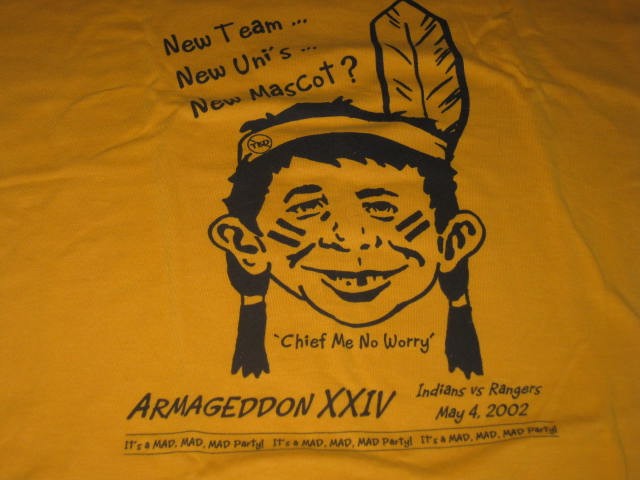 New Team ...
New Uni's ...
New Mascot?
"Chief Me No Worry"
Armageddon XXIV
Indians vs Rangers
May 4, 2002
It's a MAD, MAD, MAD Party! It's a MAD, MAD, MAD Party! It's a MAD, MAD, MAD Party!